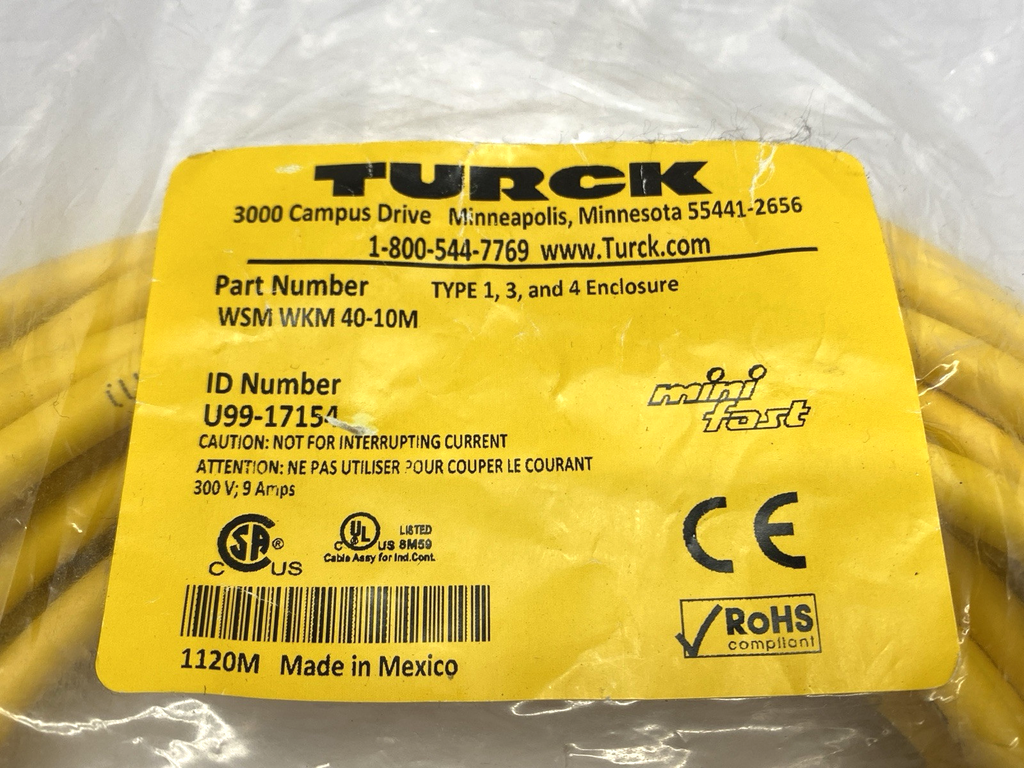 TURCK
3000 Campus Drive Minneapolis, Minnesota 55441-2656
1-800-544-7769 www.Turck.com
Part Number TYPE 1, 3, and 4 Enclosure
WSM WKM 40-10M
ID Number
U99-17154
mini
fast
CAUTION: NOT FOR INTERRUPTING CURRENT
ATTENTION: NE PAS UTILISER POUR COUPER LE COURANT
300 V; 9 Amps
CSA ®
C US
C UL US LISTED 8M59
Cable Assy for Ind.Cont.
CE
RoHS
compliant
1120M Made in Mexico